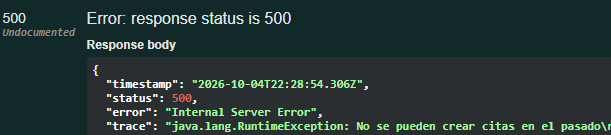 500
Undocumented
Error: response status is 500
Response body
{
"timestamp": "2026-10-04T22:28:54.306Z",
"status": 500,
"error": "Internal Server Error",
"trace": "java.lang.RuntimeException: No se pueden crear citas en el pasado\r